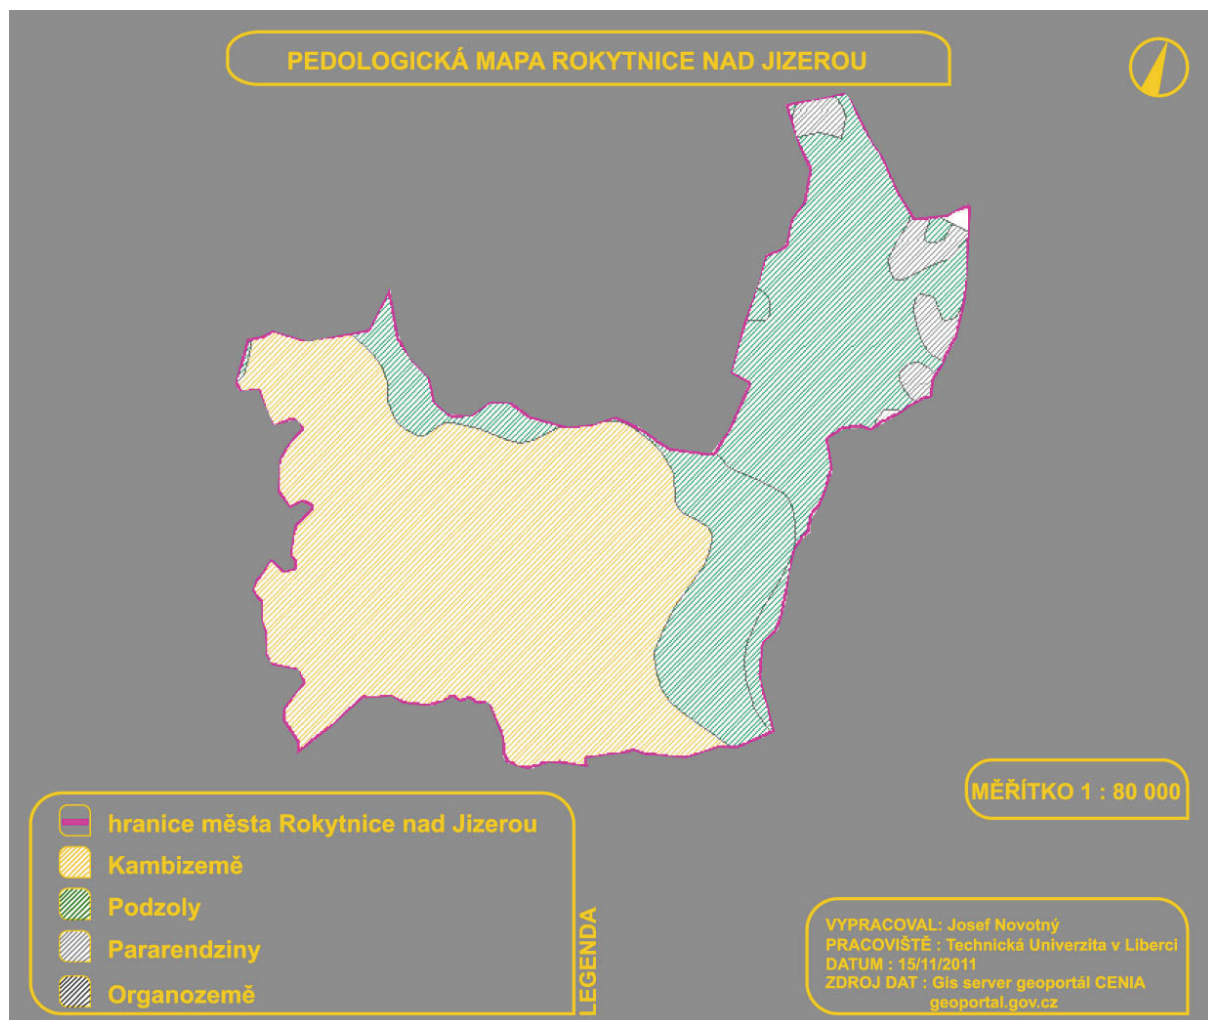 PEDOLOGICKÁ MAPA ROKYTNICE NAD JIZEROU
MĚŘÍTKO 1 : 80 000
hranice města Rokytnice nad Jizerou
Kambizemě
Podzoly
Pararendziny
Organozemě
LEGENDA
VYPRACOVAL: Josef Novotný
PRACOVIŠTĚ : Technická Univerzita v Liberci
DATUM : 15/11/2011
ZDROJ DAT : Gis server geoportál CENIA
geoportal.gov.cz